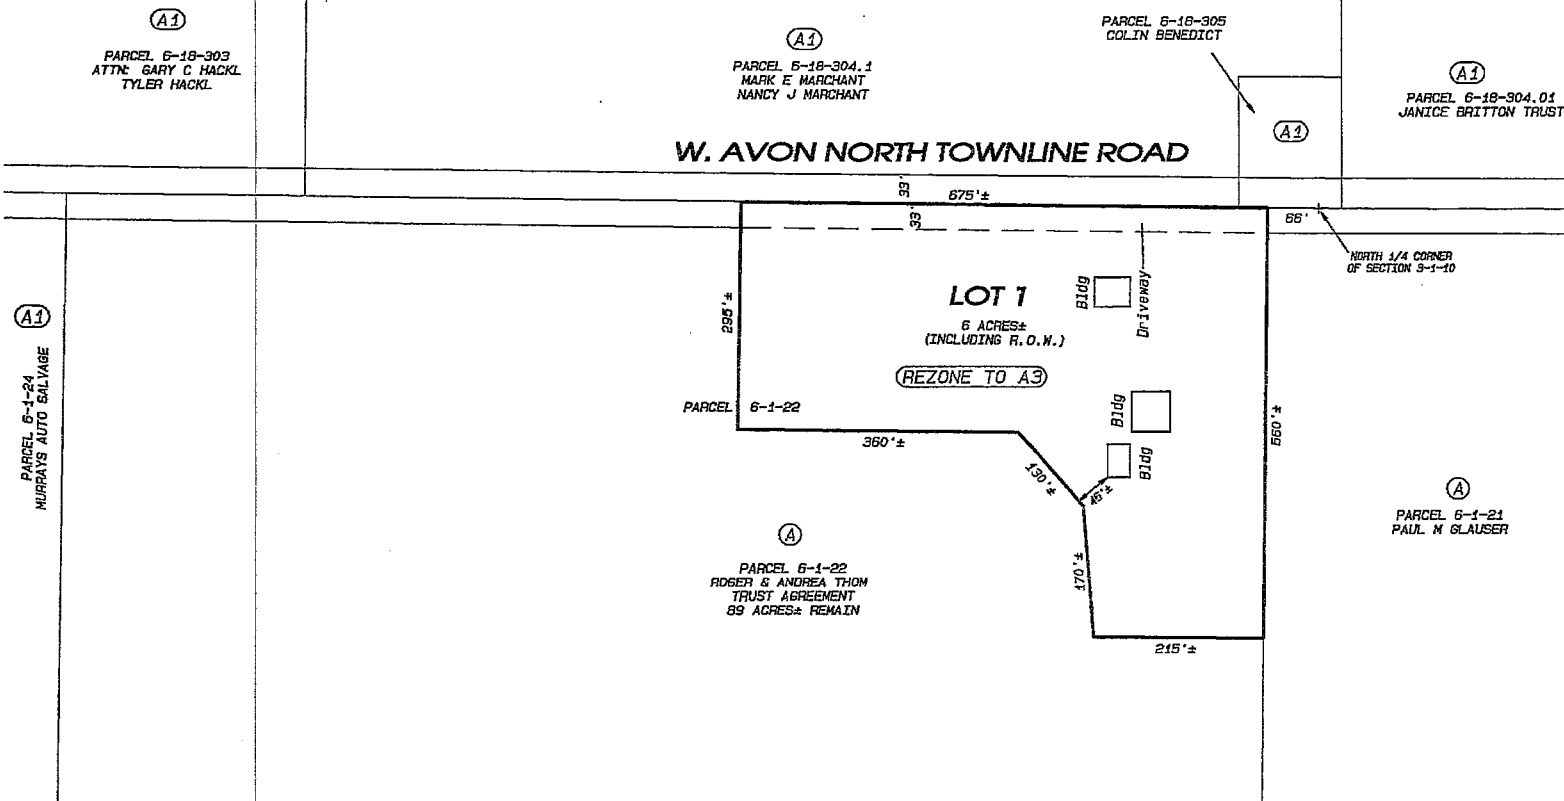 A1
PARCEL 6-18-303
ATTN: GARY C HACKL
TYLER HACKL
A1
PARCEL 6-18-304.1
MARK E MARCHANT
NANCY J MARCHANT
PARCEL 6-18-305
COLIN BENEDICT
A1
A1
PARCEL 6-18-304.01
JANICE BRITTON TRUST
W. AVON NORTH TOWNLINE ROAD
33'
675'±
33'
66'
NORTH 1/4 CORNER
OF SECTION 3-1-10
A1
PARCEL 6-1-24
MURRAYS AUTO SALVAGE
295'±
LOT 1
6 ACRES±
(INCLUDING R.O.W.)
REZONE TO A3
Bldg
Driveway
PARCEL 6-1-22
360'±
Bldg
Bldg
130'±
46'±
560'±
170'±
215'±
A
PARCEL 6-1-22
ROGER & ANDREA THOM
TRUST AGREEMENT
89 ACRES± REMAIN
A
PARCEL 6-1-21
PAUL M GLAUSER